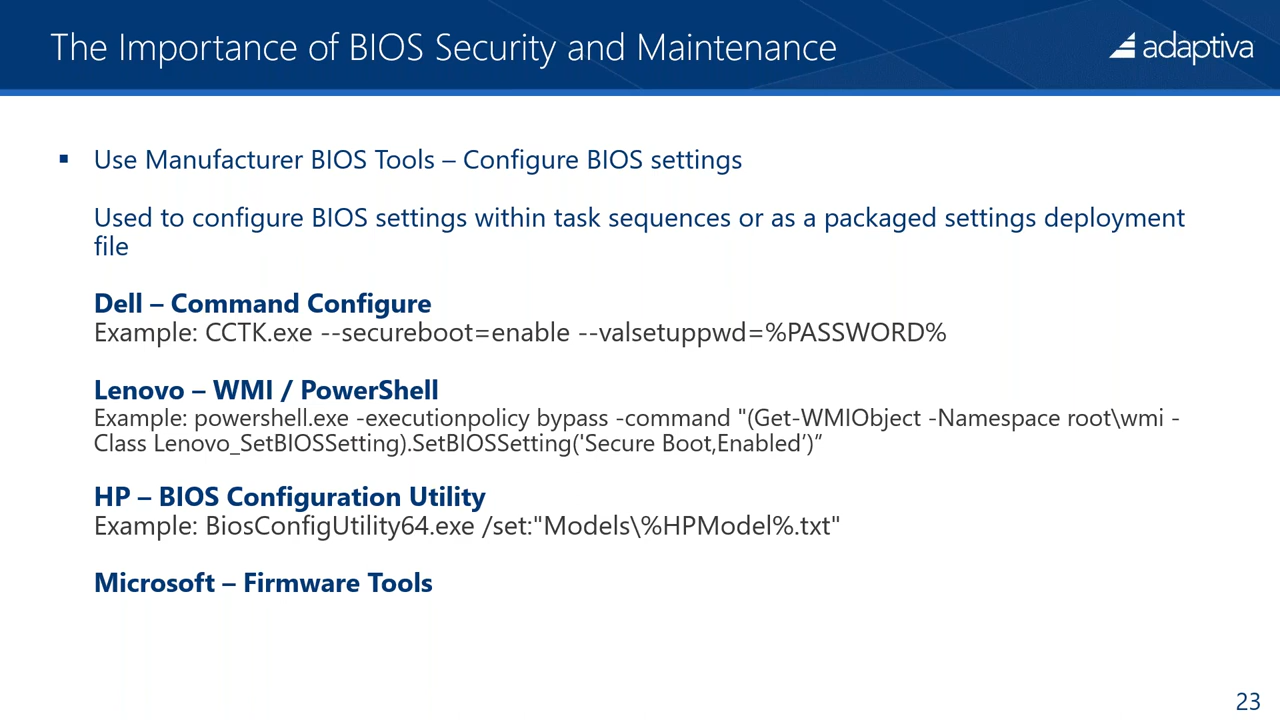 The Importance of BIOS Security and Maintenance
adaptiva
▪ Use Manufacturer BIOS Tools – Configure BIOS settings
Used to configure BIOS settings within task sequences or as a packaged settings deployment
file
Dell – Command Configure
Example: CCTK.exe --secureboot=enable --valsetuppwd=%PASSWORD%
Lenovo – WMI / PowerShell
Example: powershell.exe -executionpolicy bypass -command "(Get-WMIObject -Namespace root\wmi -
Class Lenovo_SetBIOSSetting).SetBIOSSetting('Secure Boot,Enabled’)”
HP – BIOS Configuration Utility
Example: BiosConfigUtility64.exe /set:"Models\%HPModel%.txt"
Microsoft – Firmware Tools
23